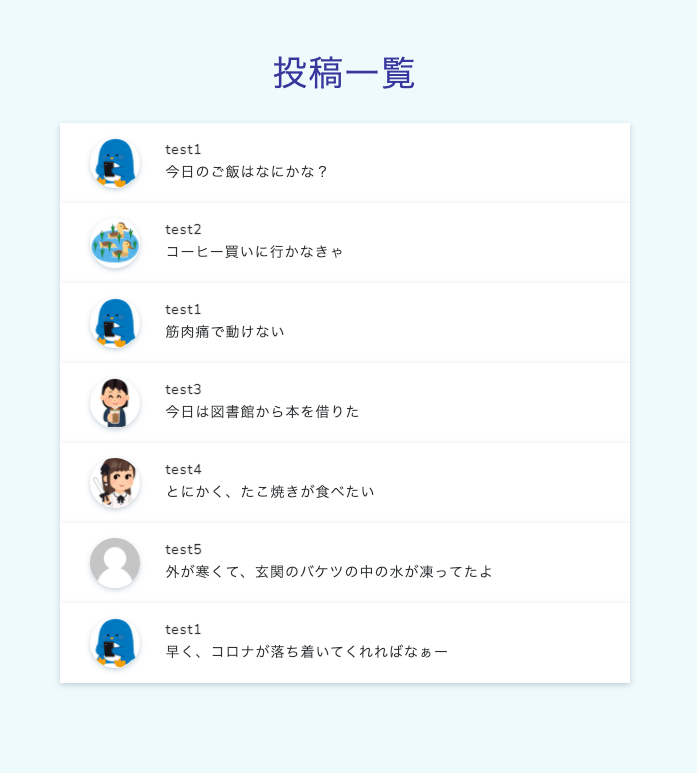 投稿一覧
test1
今日のご飯はなにかな？
test2
コーヒー買いに行かなきゃ
test1
筋肉痛で動けない
test3
今日は図書館から本を借りた
test4
とにかく、たこ焼きが食べたい
test5
外が寒くて、玄関のバケツの中の水が凍ってたよ
test1
早く、コロナが落ち着いてくれればなぁー